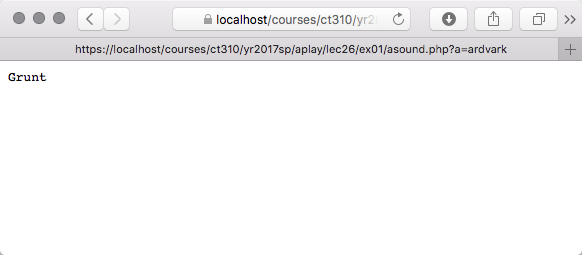 localhost/courses/ct310/yr2
https://localhost/courses/ct310/yr2017sp/aplay/lec26/ex01/asound.php?a=ardvark
Grunt